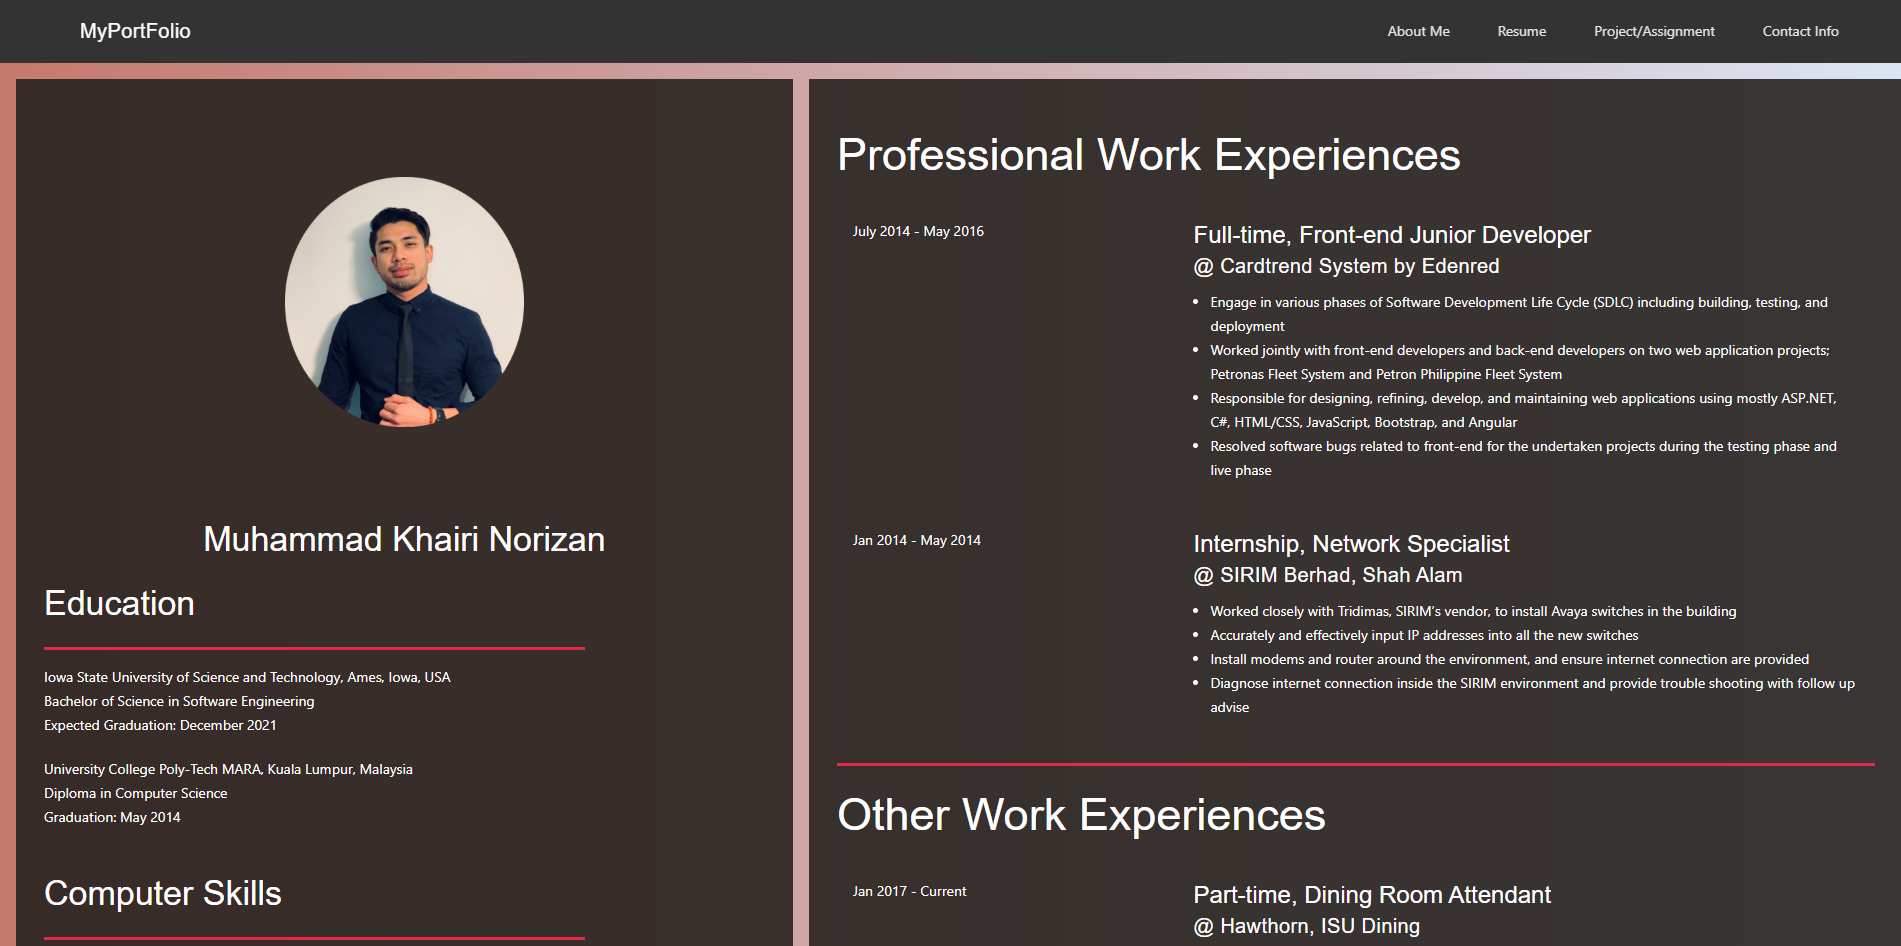 MyPortFolio
About Me
Resume
Project/Assignment
Contact Info
Muhammad Khairi Norizan
Education
Iowa State University of Science and Technology, Ames, Iowa, USA
Bachelor of Science in Software Engineering
Expected Graduation: December 2021
University College Poly-Tech MARA, Kuala Lumpur, Malaysia
Diploma in Computer Science
Graduation: May 2014
Computer Skills
Professional Work Experiences
July 2014 - May 2016
Full-time, Front-end Junior Developer
@ Cardtrend System by Edenred
• Engage in various phases of Software Development Life Cycle (SDLC) including building, testing, and
deployment
• Worked jointly with front-end developers and back-end developers on two web application projects;
Petronas Fleet System and Petron Philippine Fleet System
• Responsible for designing, refining, develop, and maintaining web applications using mostly ASP.NET,
C#, HTML/CSS, JavaScript, Bootstrap, and Angular
• Resolved software bugs related to front-end for the undertaken projects during the testing phase and
live phase
Jan 2014 - May 2014
Internship, Network Specialist
@ SIRIM Berhad, Shah Alam
• Worked closely with Tridimas, SIRIM’s vendor, to install Avaya switches in the building
• Accurately and effectively input IP addresses into all the new switches
• Install modems and router around the environment, and ensure internet connection are provided
• Diagnose internet connection inside the SIRIM environment and provide trouble shooting with follow up
advise
Other Work Experiences
Jan 2017 - Current
Part-time, Dining Room Attendant
@ Hawthorn, ISU Dining